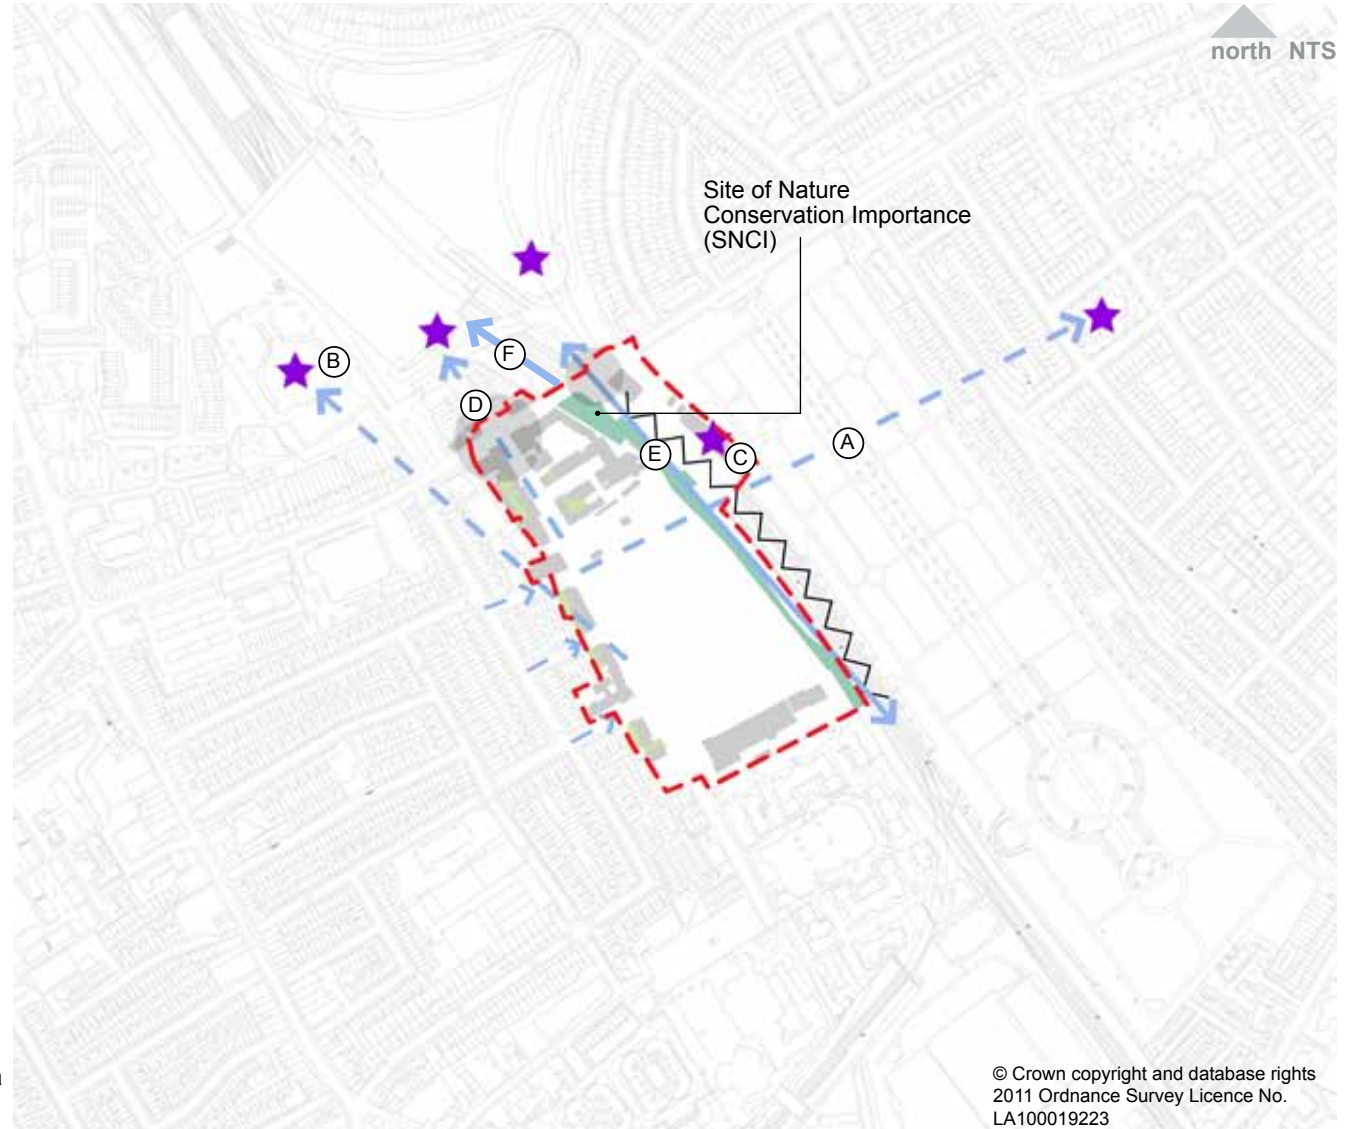 north NTS
Site of Nature
Conservation Importance
(SNCI)
B
F
D
A
E
C
© Crown copyright and database rights
2011 Ordnance Survey Licence No.
LA100019223